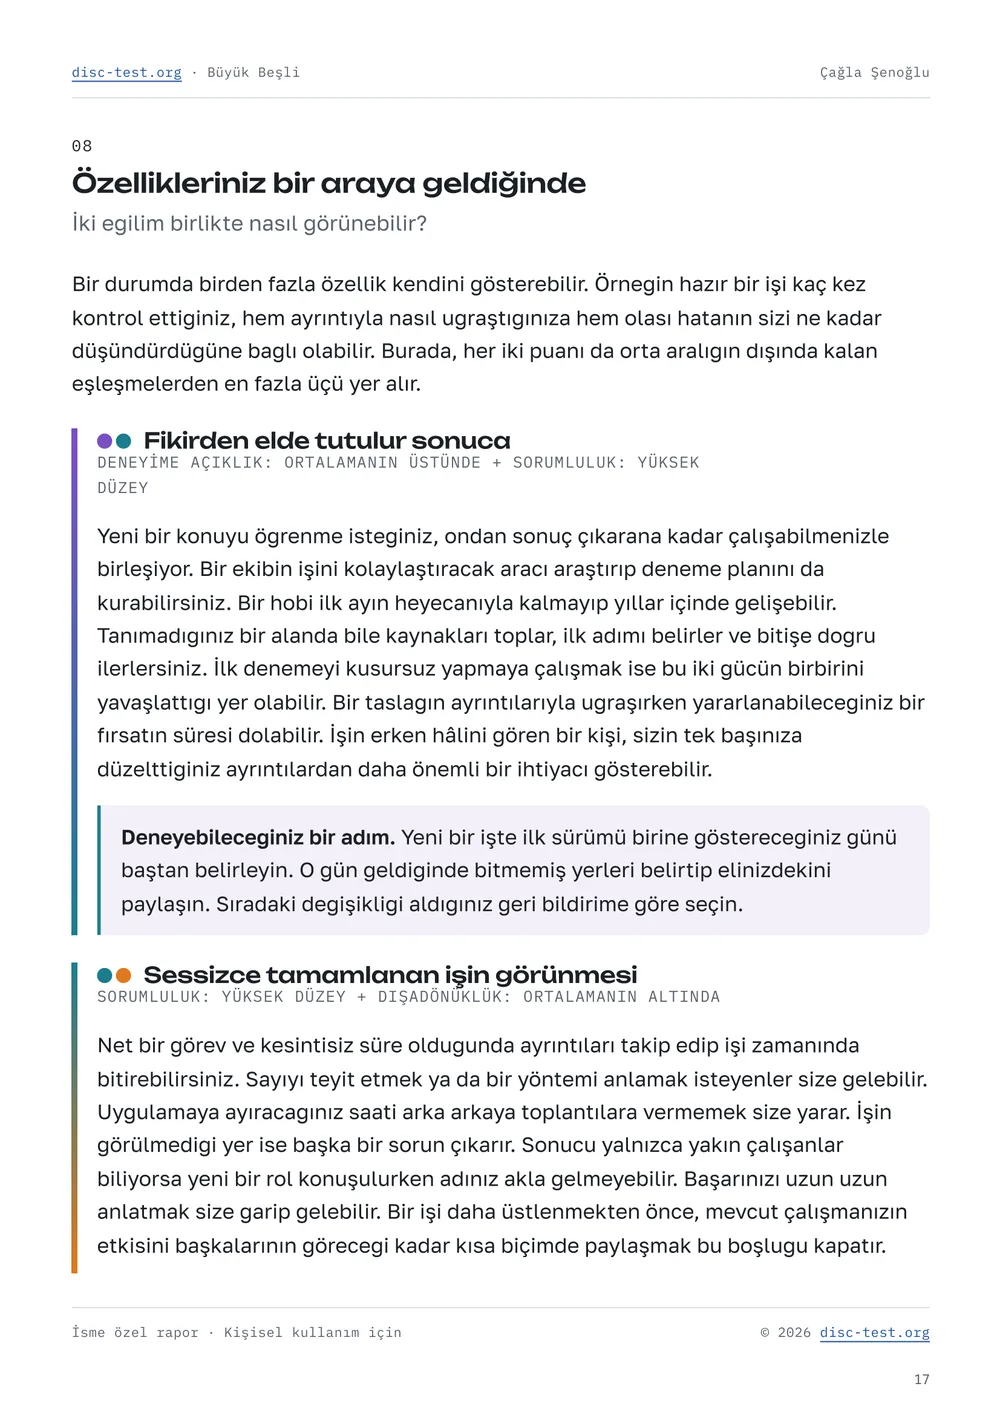 disc-test.org · Büyük Beşli
Çağla Şenoğlu
08
Özellikleriniz bir araya geldiğinde
İki egilim birlikte nasıl görünebilir?
Bir durumda birden fazla özellik kendini gösterebilir. Örnegin hazır bir işi kaç kez
kontrol ettiginiz, hem ayrıntıyla nasıl ugraştıgınıza hem olası hatanın sizi ne kadar
düşündürdügüne baglı olabilir. Burada, her iki puanı da orta aralıgın dışında kalan
eşleşmelerden en fazla üçü yer alır.
Fikirden elde tutulur sonuca
DENEYİME AÇIKLIK: ORTALAMANIN ÜSTÜNDE + SORUMLULUK: YÜKSEK
DÜZEY
Yeni bir konuyu ögrenme isteginiz, ondan sonuç çıkarana kadar çalışabilmenizle
birleşiyor. Bir ekibin işini kolaylaştıracak aracı araştırıp deneme planını da
kurabilirsiniz. Bir hobi ilk ayın heyecanıyla kalmayıp yıllar içinde gelişebilir.
Tanımadıgınız bir alanda bile kaynakları toplar, ilk adımı belirler ve bitişe dogru
ilerlersiniz. İlk denemeyi kusursuz yapmaya çalışmak ise bu iki gücün birbirini
yavaşlattıgı yer olabilir. Bir taslagın ayrıntılarıyla ugraşırken yararlanabileceginiz bir
fırsatın süresi dolabilir. İşin erken hâlini gören bir kişi, sizin tek başınıza
düzelttiginiz ayrıntılardan daha önemli bir ihtiyacı gösterebilir.
Deneyebileceginiz bir adım. Yeni bir işte ilk sürümü birine göstereceginiz günü
baştan belirleyin. O gün geldiginde bitmemiş yerleri belirtip elinizdekini
paylaşın. Sıradaki degişikligi aldıgınız geri bildirime göre seçin.
Sessizce tamamlanan işin görünmesi
SORUMLULUK: YÜKSEK DÜZEY + DIŞADÖNÜKLÜK: ORTALAMANIN ALTINDA
Net bir görev ve kesintisiz süre oldugunda ayrıntıları takip edip işi zamanında
bitirebilirsiniz. Sayıyı teyit etmek ya da bir yöntemi anlamak isteyenler size gelebilir.
Uygulamaya ayıracagınız saati arka arkaya toplantılara vermemek size yarar. İşin
görülmedigi yer ise başka bir sorun çıkarır. Sonucu yalnızca yakın çalışanlar
biliyorsa yeni bir rol konuşulurken adınız akla gelmeyebilir. Başarınızı uzun uzun
anlatmak size garip gelebilir. Bir işi daha üstlenmekten önce, mevcut çalışmanızın
etkisini başkalarının görecegi kadar kısa biçimde paylaşmak bu boşlugu kapatır.
İsme özel rapor · Kişisel kullanım için
© 2026 disc-test.org
17